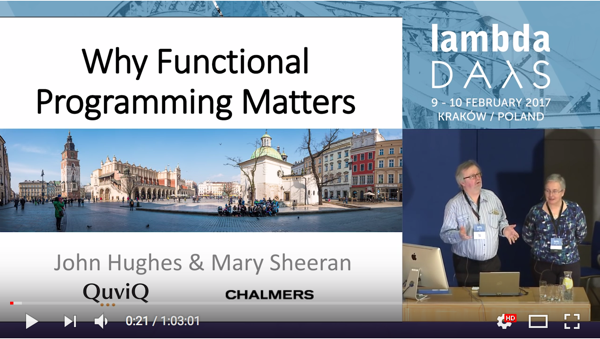 Why Functional
Programming Matters
John Hughes & Mary Sheeran
QuviQ
CHALMERS
lambda
DAYS
9 - 10 FEBRUARY 2017
KRAKÓW / POLAND
0:21 / 1:03:01
HD